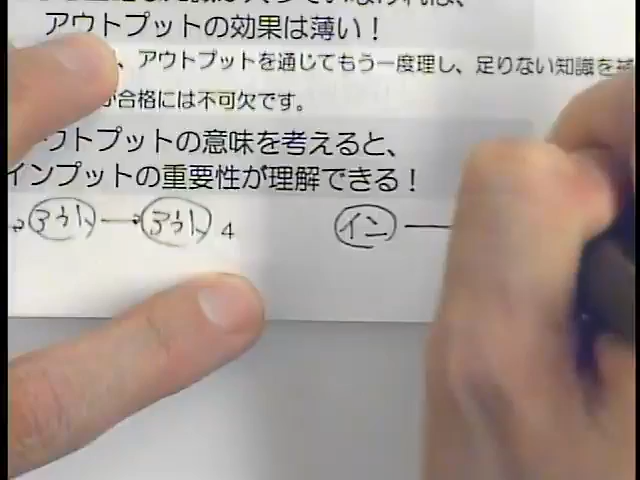 アウトプットの効果は薄い！
、アウトプットを通じてもう一度理し、足りない知識を補
合格には不可欠です。
ウトプットの意味を考えると、
インプットの重要性が理解できる！
アウト→アウト 4 イン